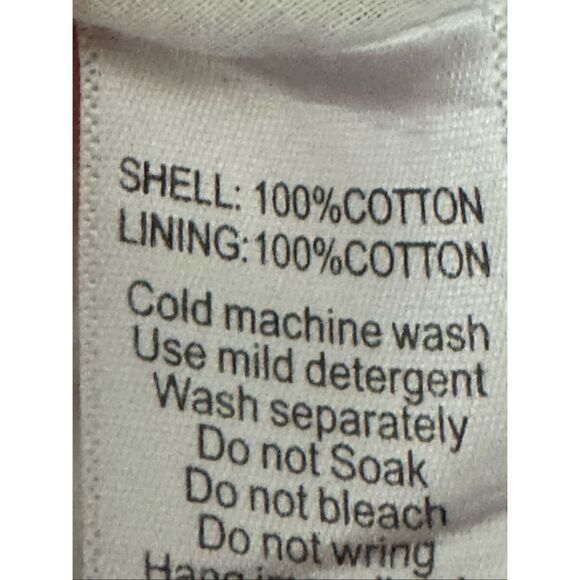 SHELL: 100%COTTON
LINING:100%COTTON
Cold machine wash
Use mild detergent
Wash separately
Do not Soak
Do not bleach
Do not wring
Hang